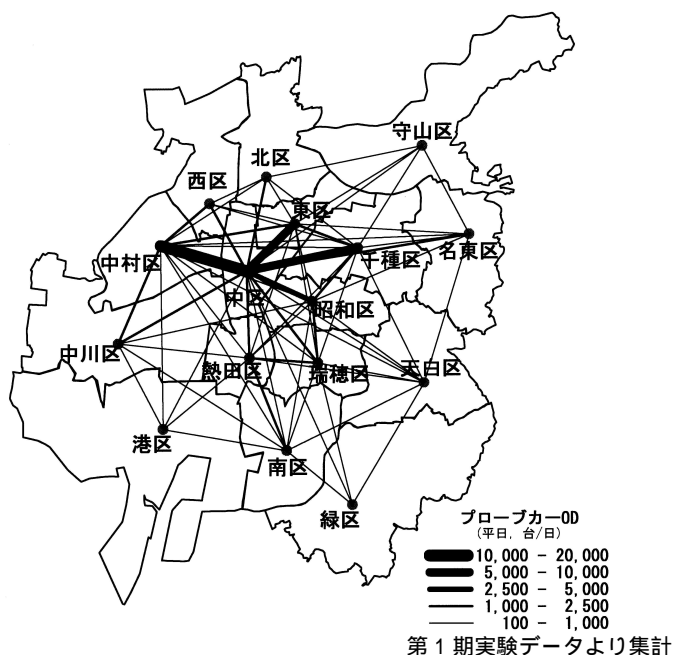 守山区
北区
西区
東区
中村区
千種区
名東区
中区
昭和区
中川区
熱田区
瑞穂区
天白区
港区
南区
緑区
プローブカーOD
(平日, 台/日)
10,000 - 20,000
5,000 - 10,000
2,500 - 5,000
1,000 - 2,500
100 - 1,000
第1期実験データより集計